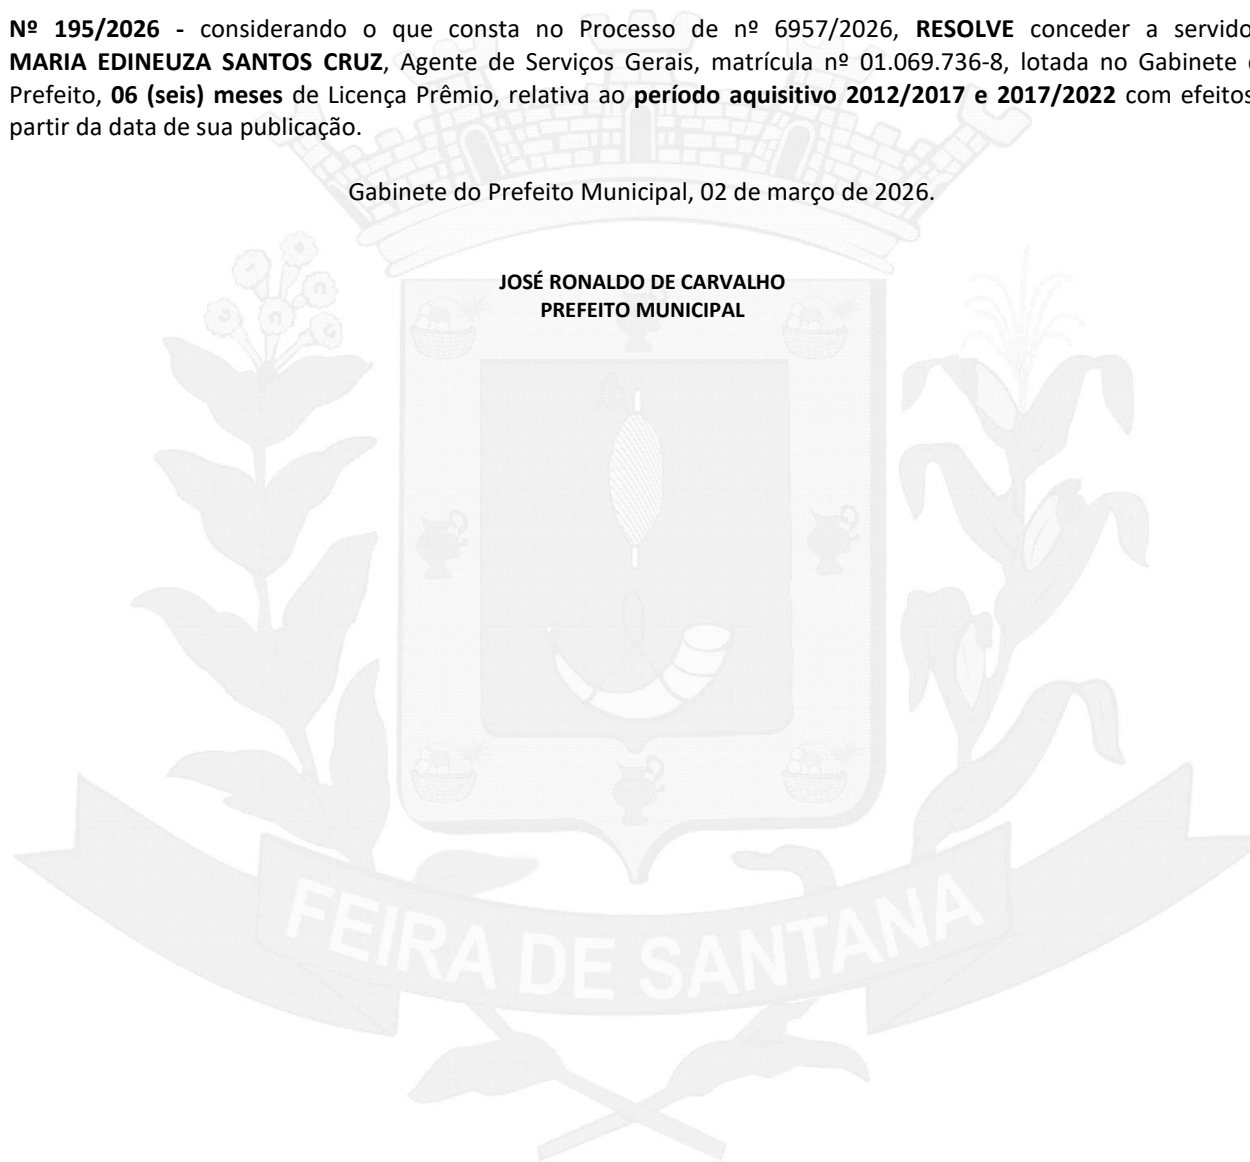 Nº 195/2026 - considerando o que consta no Processo de nº 6957/2026, RESOLVE conceder a servido
MARIA EDINEUZA SANTOS CRUZ, Agente de Serviços Gerais, matrícula nº 01.069.736-8, lotada no Gabinete
Prefeito, 06 (seis) meses de Licença Prêmio, relativa ao período aquisitivo 2012/2017 e 2017/2022 com efeitos
partir da data de sua publicação.
Gabinete do Prefeito Municipal, 02 de março de 2026.
JOSÉ RONALDO DE CARVALHO
PREFEITO MUNICIPAL
FEIRA DE SANTANA